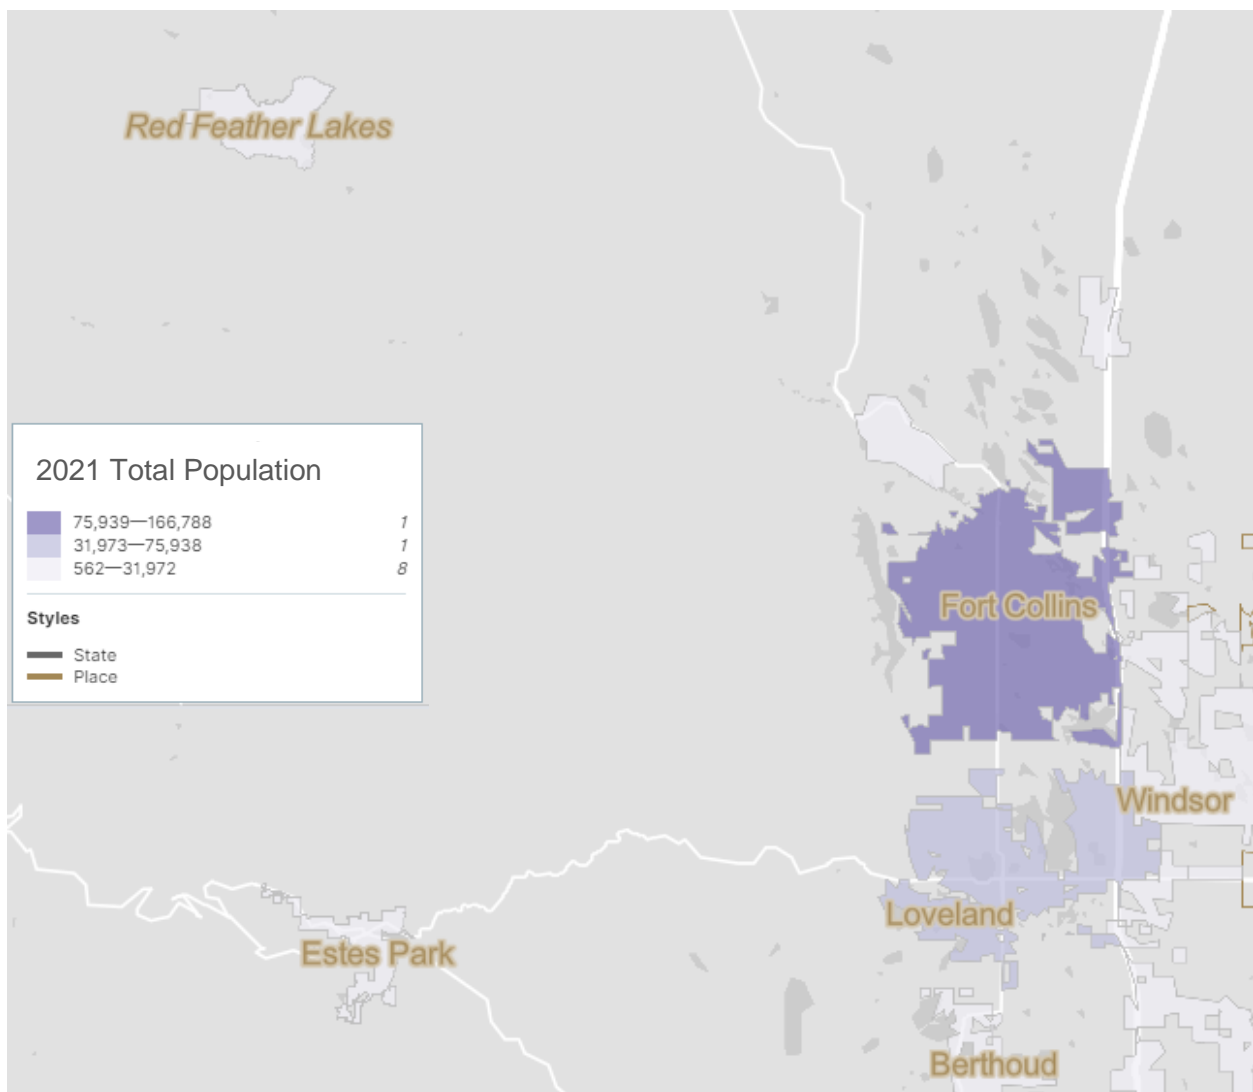 Red Feather Lakes
2021 Total Population
75,939—166,788 1
31,973—75,938 1
562—31,972 8
Styles
State
Place
Fort Collins
Windsor
Loveland
Estes Park
Berthoud